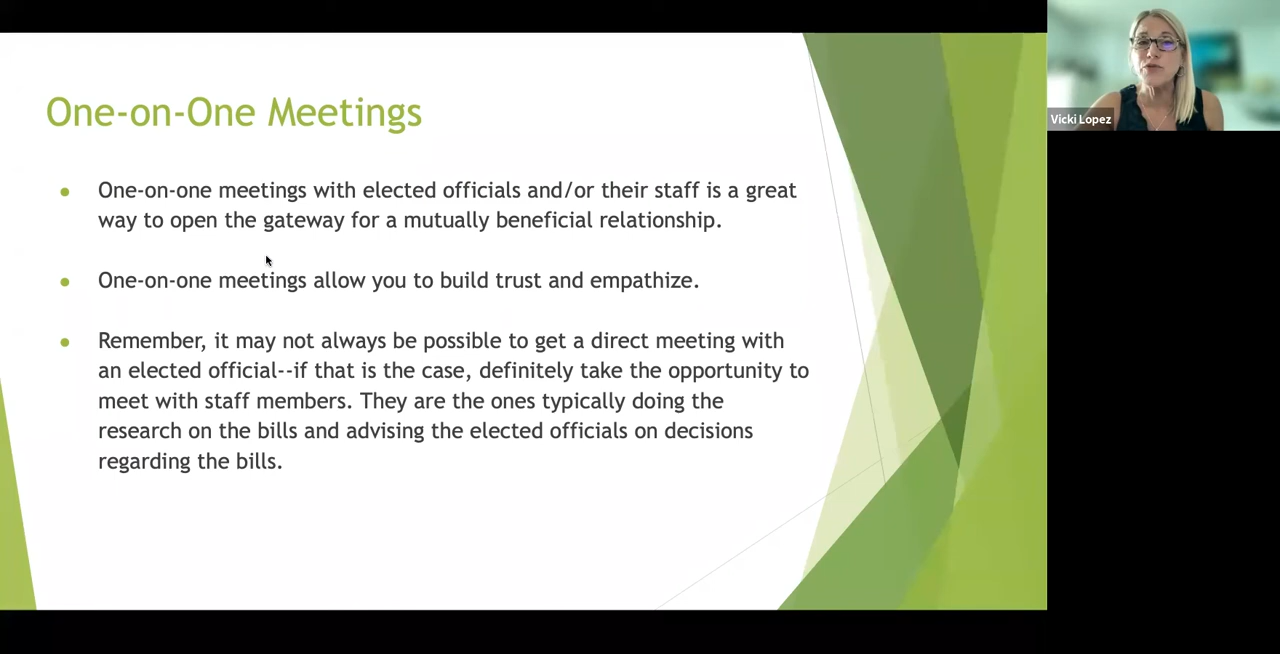 One-on-One Meetings
One-on-one meetings with elected officials and/or their staff is a great
way to open the gateway for a mutually beneficial relationship.
One-on-one meetings allow you to build trust and empathize.
Remember, it may not always be possible to get a direct meeting with
an elected official--if that is the case, definitely take the opportunity to
meet with staff members. They are the ones typically doing the
research on the bills and advising the elected officials on decisions
regarding the bills.
Vicki Lopez